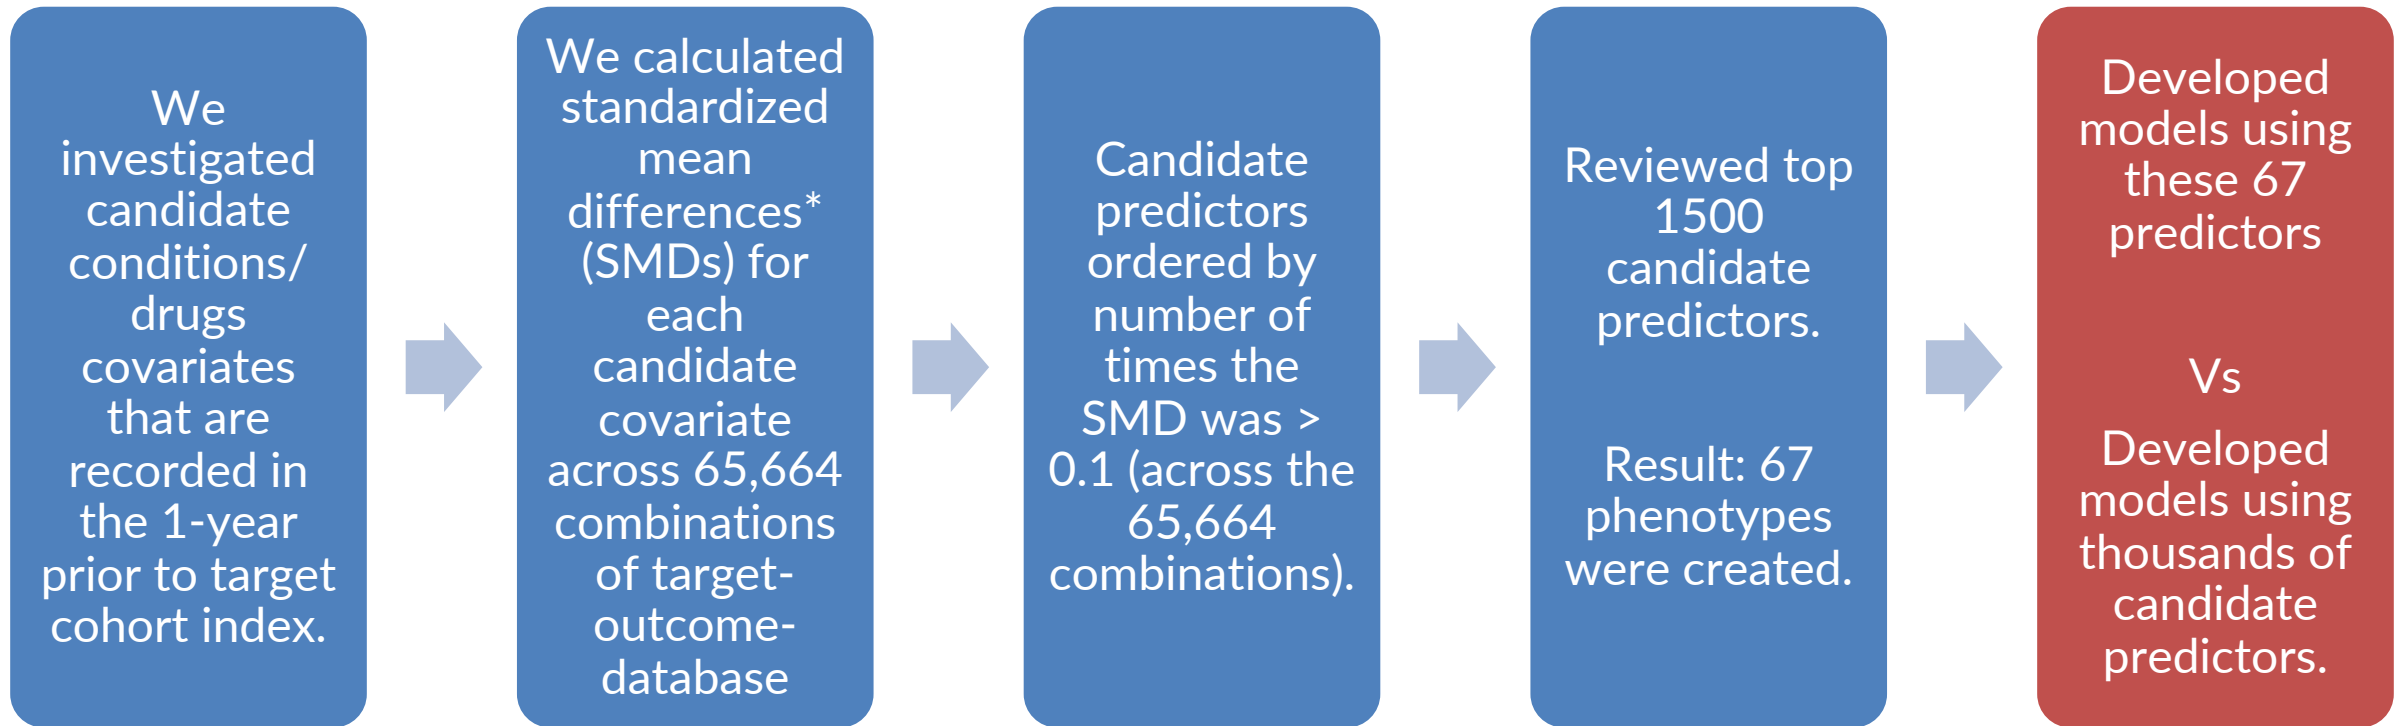 We
investigated
candidate
conditions/
drugs
covariates
that are
recorded in
the 1-year
prior to target
cohort index.
We calculated
standardized
mean
differences*
(SMDs) for
each
candidate
covariate
across 65,664
combinations
of target-
outcome-
database
Candidate
predictors
ordered by
number of
times the
SMD was >
0.1 (across the
65,664
combinations).
Reviewed top
1500
candidate
predictors.
Result: 67
phenotypes
were created.
Developed
models using
these 67
predictors
Vs
Developed
models using
thousands of
candidate
predictors.